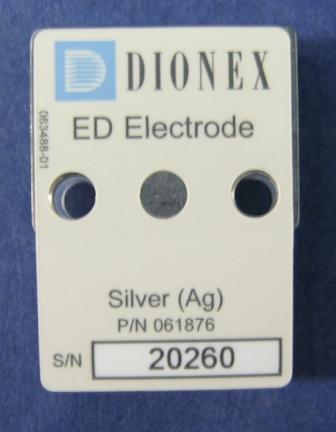 DIONEX
ED Electrode
063488-01
Silver (Ag)
P/N 061876
S/N 20260